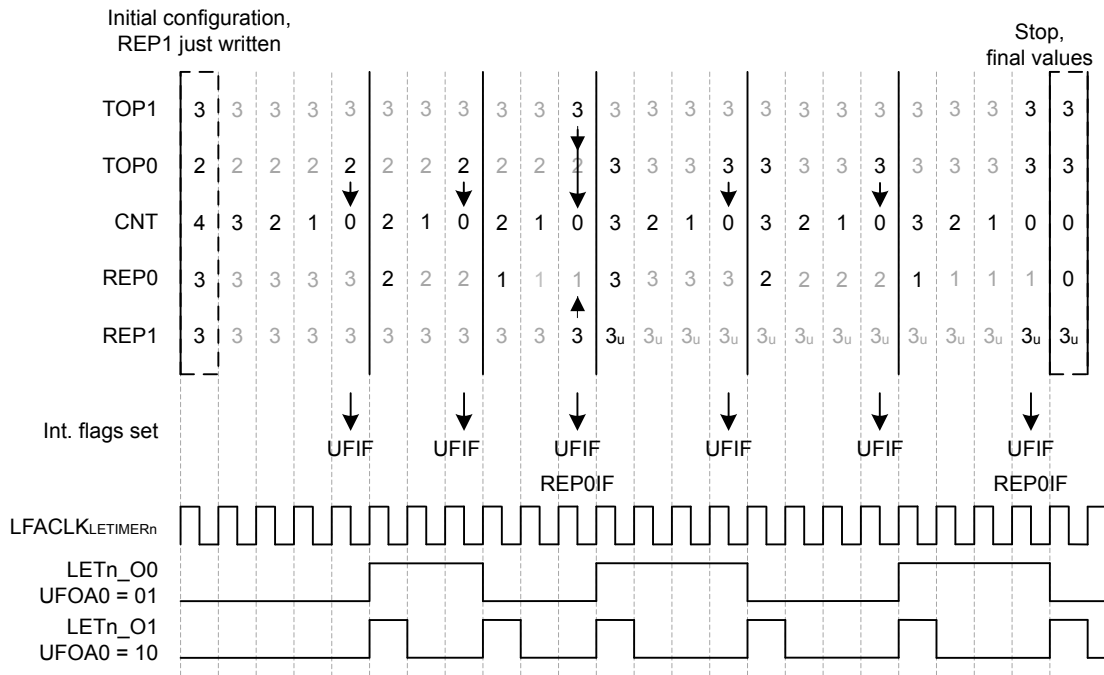 Initial configuration,
REP1 just written
Stop,
final values
TOP1 3 3 3 3 3 3 3 3 3 3 3 3 3 3 3 3 3 3 3 3 3 3 3 3
TOP0 2 2 2 2 2 2 2 2 2 2 2 3 3 3 3 3 3 3 3 3 3 3 3 3
CNT 4 3 2 1 0 2 1 0 2 1 0 3 2 1 0 3 2 1 0 3 2 1 0 0
REP0 3 3 3 3 3 2 2 2 1 1 1 3 3 3 3 2 2 2 2 1 1 1 1 0
REP1 3 3 3 3 3 3 3 3 3 3 3 3u 3u 3u 3u 3u 3u 3u 3u 3u 3u 3u 3u 3u
Int. flags set
UFIF UFIF UFIF UFIF UFIF UFIF
REP0IF REP0IF
LFACLKLETIMERn
LETn_O0
UFOA0 = 01
LETn_O1
UFOA0 = 10